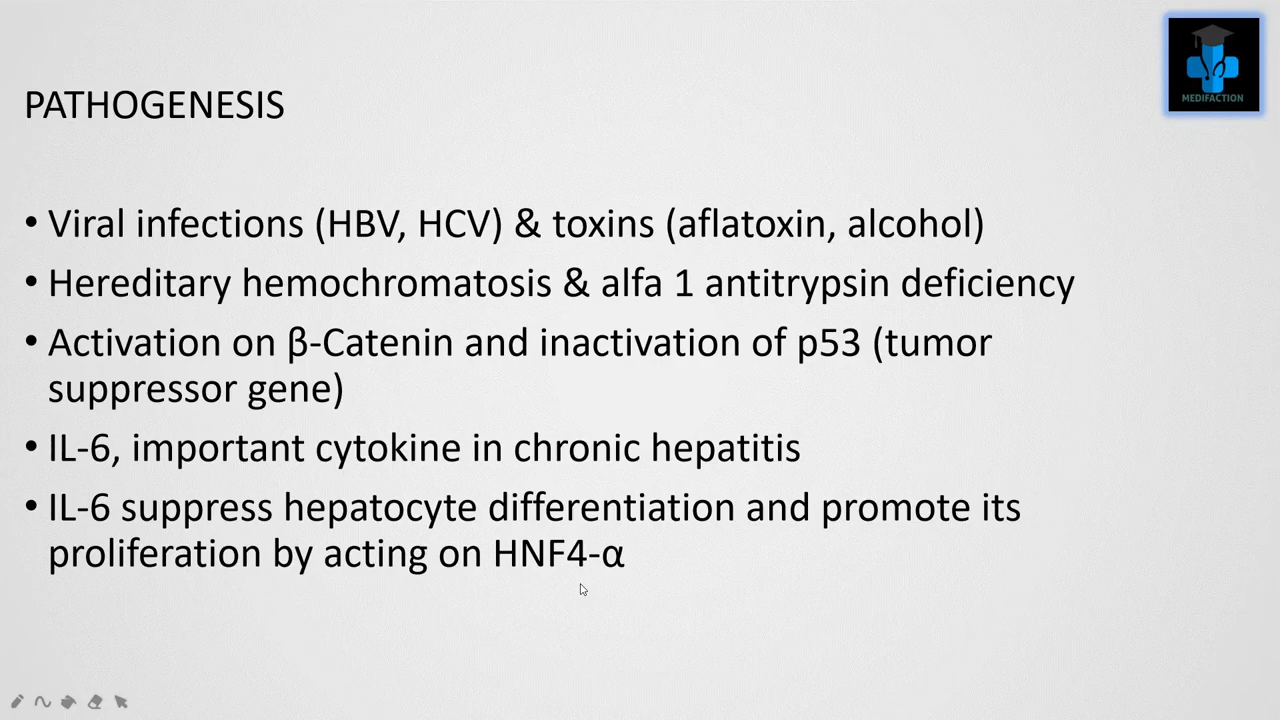 MEDIFACTION
PATHOGENESIS
• Viral infections (HBV, HCV) & toxins (aflatoxin, alcohol)
• Hereditary hemochromatosis & alfa 1 antitrypsin deficiency
• Activation on β-Catenin and inactivation of p53 (tumor
suppressor gene)
• IL-6, important cytokine in chronic hepatitis
• IL-6 suppress hepatocyte differentiation and promote its
proliferation by acting on HNF4-α